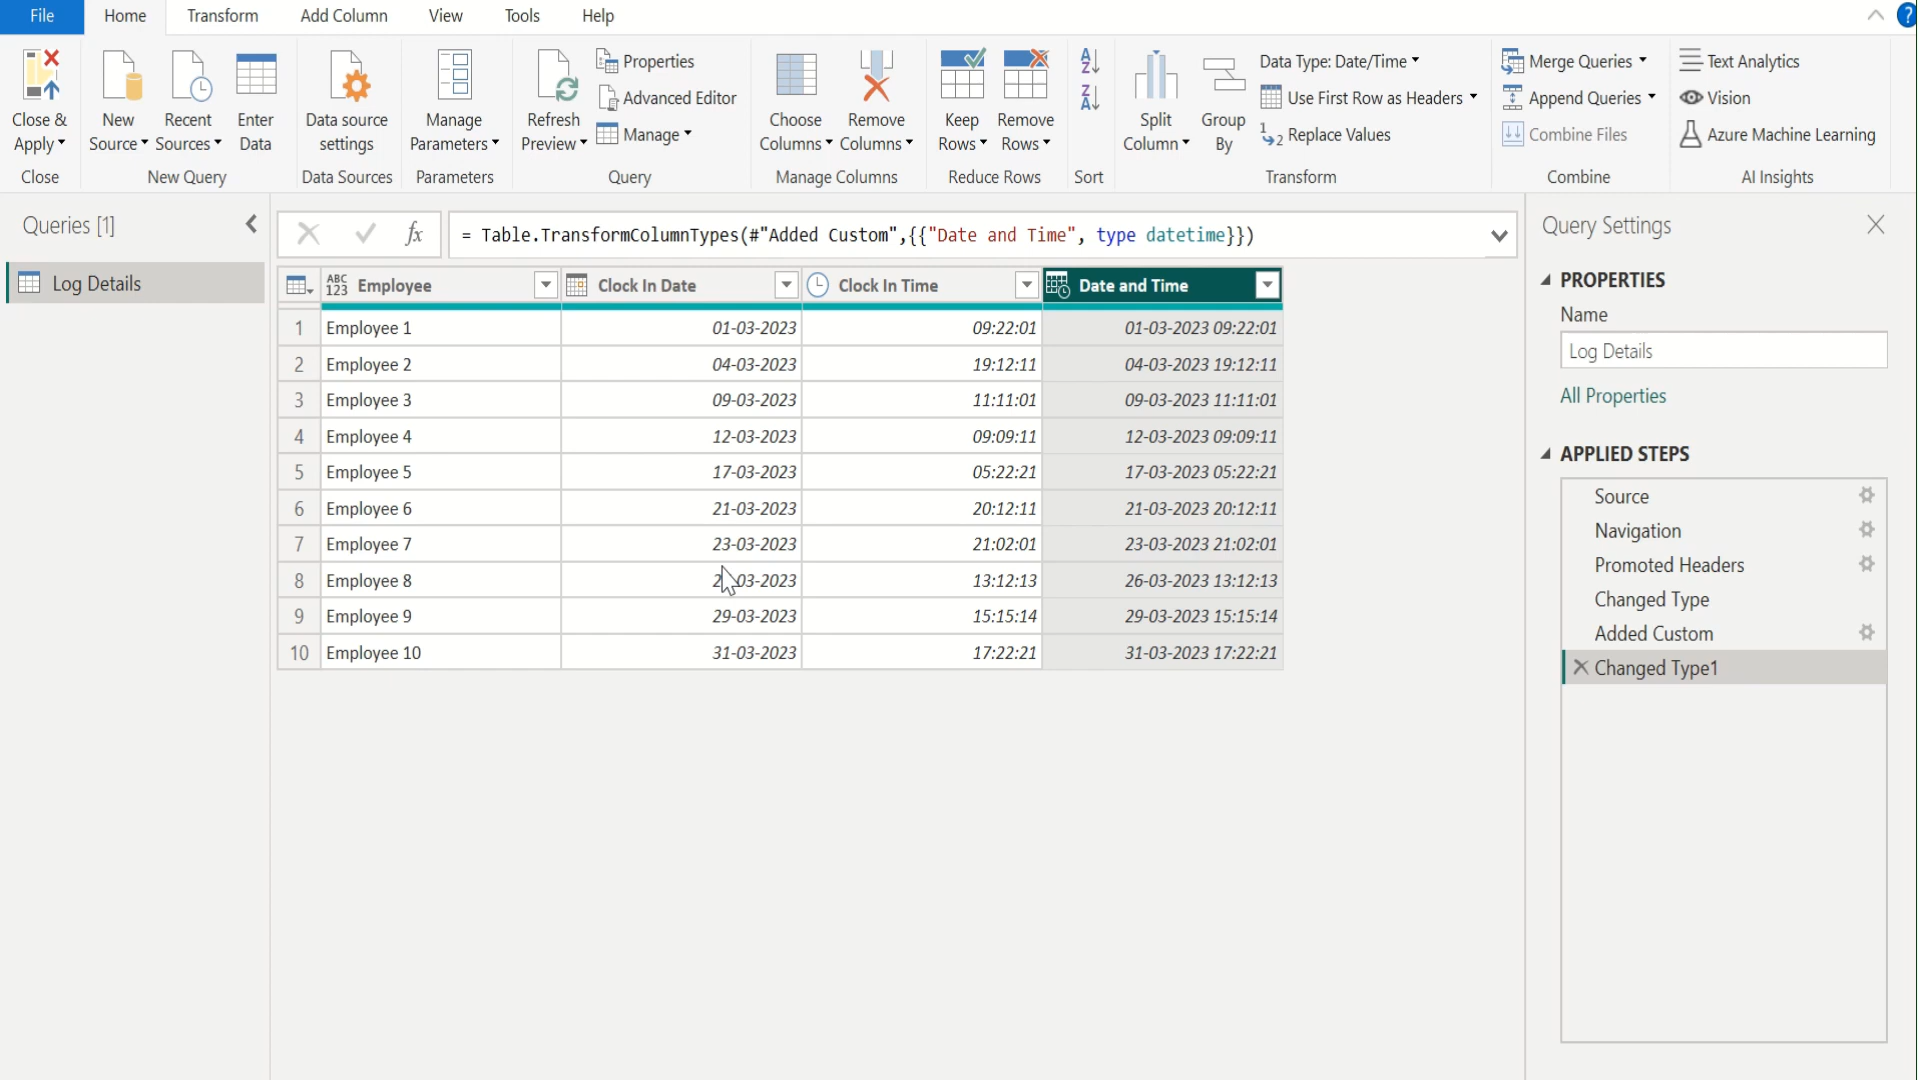 File Home Transform Add Column View Tools Help
?
Close & Apply
New Source
Recent Sources
Enter Data
Data source settings
Manage Parameters
Refresh Preview
Properties
Advanced Editor
Manage
Choose Columns
Remove Columns
Keep Rows
Remove Rows
A Z
Z A
Split Column
Group By
Data Type: Date/Time
Use First Row as Headers
1 2 Replace Values
Merge Queries
Append Queries
Combine Files
Text Analytics
Vision
Azure Machine Learning
Close New Query Data Sources Parameters Query Manage Columns Reduce Rows Sort Transform Combine AI Insights
Queries [1]
Log Details
fx = Table.TransformColumnTypes(#"Added Custom",{{"Date and Time", type datetime}})
ABC 123 Employee Clock In Date Clock In Time Date and Time
1 Employee 1 01-03-2023 09:22:01 01-03-2023 09:22:01
2 Employee 2 04-03-2023 19:12:11 04-03-2023 19:12:11
3 Employee 3 09-03-2023 11:11:01 09-03-2023 11:11:01
4 Employee 4 12-03-2023 09:09:11 12-03-2023 09:09:11
5 Employee 5 17-03-2023 05:22:21 17-03-2023 05:22:21
6 Employee 6 21-03-2023 20:12:11 21-03-2023 20:12:11
7 Employee 7 23-03-2023 21:02:01 23-03-2023 21:02:01
8 Employee 8 13:12:13 26-03-2023 13:12:13
9 Employee 9 29-03-2023 15:15:14 29-03-2023 15:15:14
10 Employee 10 31-03-2023 17:22:21 31-03-2023 17:22:21
Query Settings
PROPERTIES
Name
Log Details
All Properties
APPLIED STEPS
Source
Navigation
Promoted Headers
Changed Type
Added Custom
Changed Type1